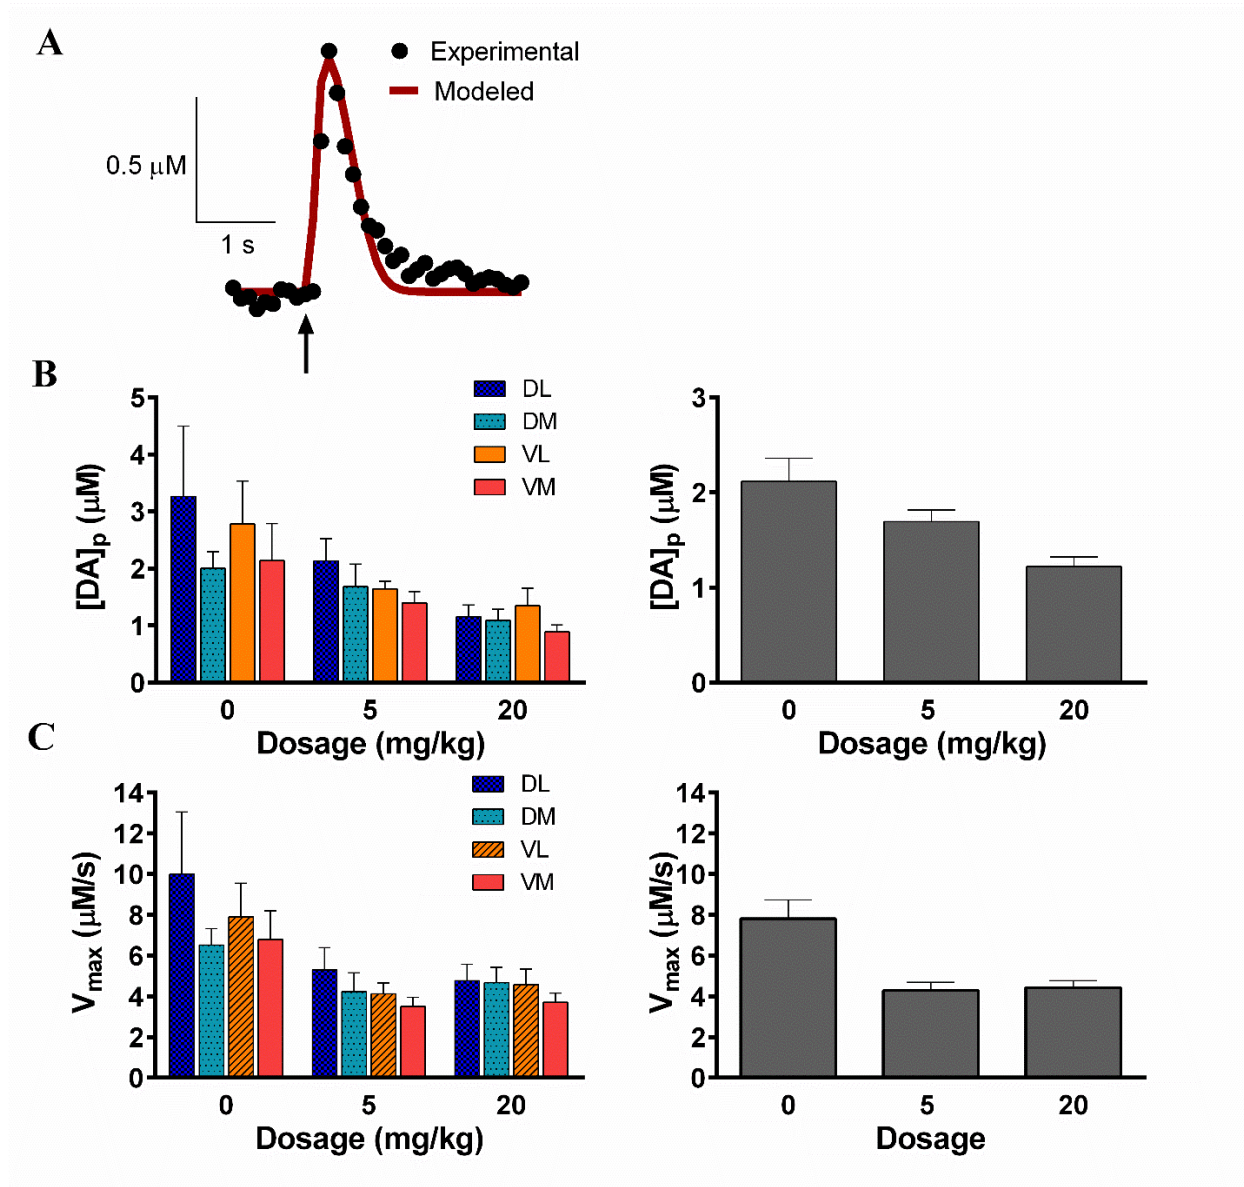 A
Experimental
Modeled
0.5 μM
1 s
B
DL
DM
VL
VM
[DA]p (μM)
5
4
3
2
1
0
0 5 20
Dosage (mg/kg)
[DA]p (μM)
3
2
1
0
0 5 20
Dosage (mg/kg)
C
DL
DM
VL
VM
Vmax (μM/s)
14
12
10
8
6
4
2
0
0 5 20
Dosage (mg/kg)
Vmax (μM/s)
14
12
10
8
6
4
2
0
0 5 20
Dosage